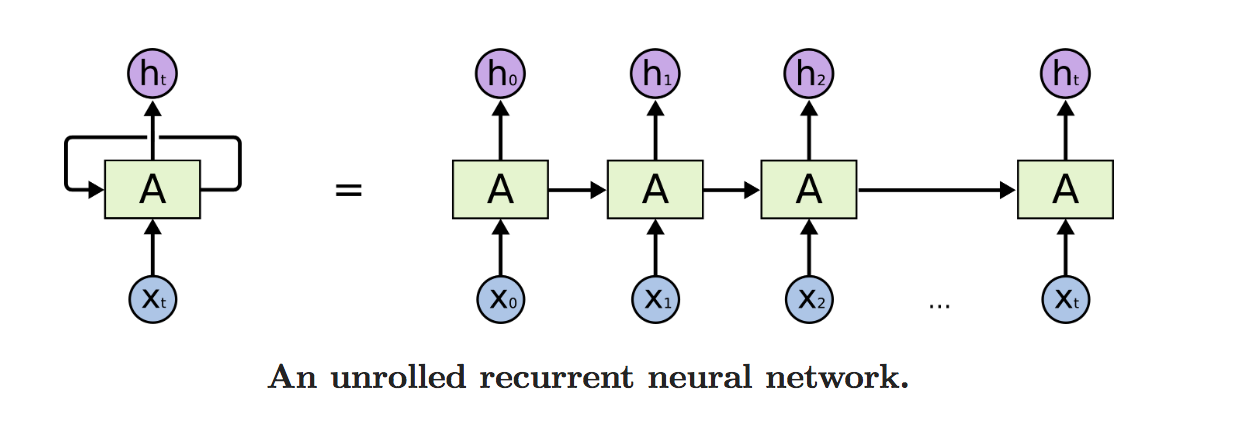 ht h0 h1 h2 ht
A = A A A A
xt x0 x1 x2 ... xt
An unrolled recurrent neural network.